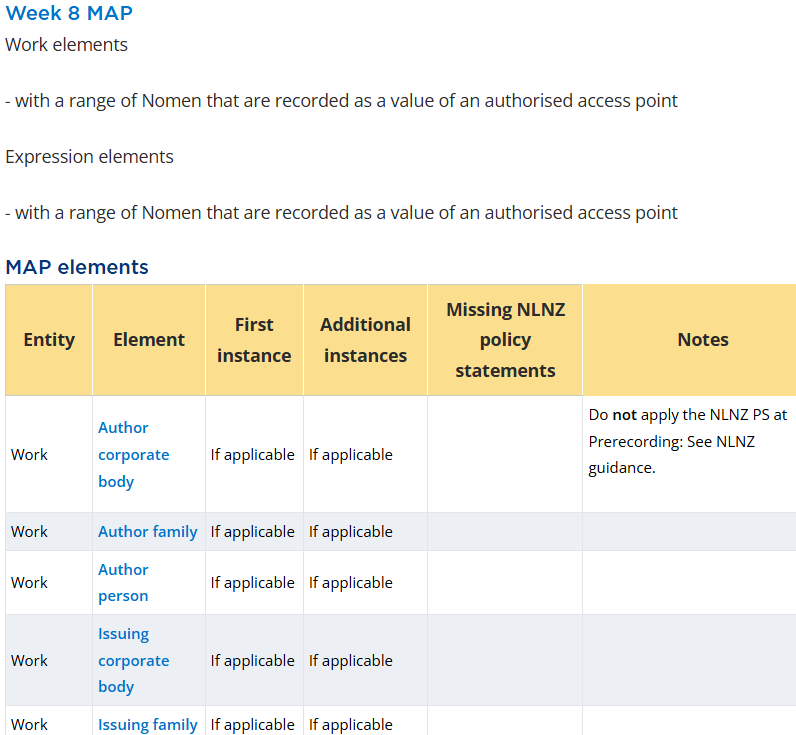 Week 8 MAP
Work elements
- with a range of Nomen that are recorded as a value of an authorised access point
Expression elements
- with a range of Nomen that are recorded as a value of an authorised access point
MAP elements
Entity
Element
First
instance
Additional
instances
Missing NLNZ
policy
statements
Notes
Work
Author
corporate
body
If applicable
If applicable
Do not apply the NLNZ PS at
Prerecording: See NLNZ
guidance.
Work
Author family
If applicable
If applicable
Work
Author
person
If applicable
If applicable
Work
Issuing
corporate
body
If applicable
If applicable
Work
Issuing family
If applicable
If applicable